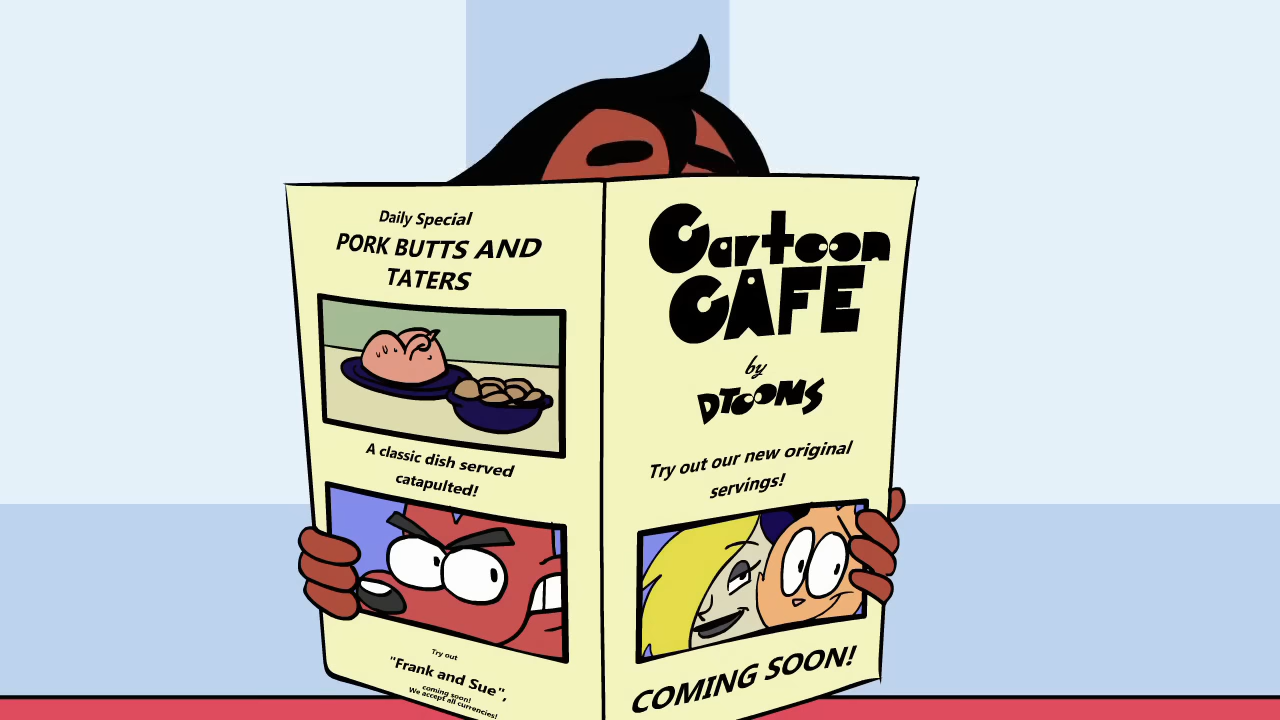 Daily Special
PORK BUTTS AND
TATERS
A classic dish served
catapulted!
Try out
"Frank and Sue",
coming soon!
We accept all currencies!
Cartoon
CAFE
by
DTOONS
Try out our new original
servings!
COMING SOON!